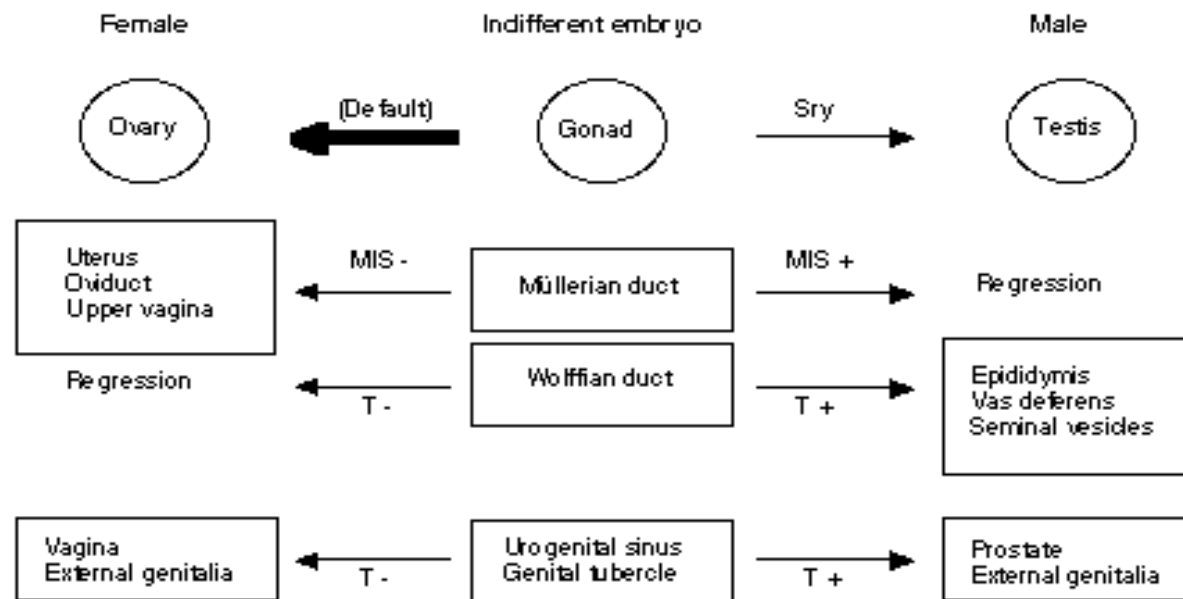 Female Indifferent embryo Male
(Default) Sry
Ovary Gonad Testis
Uterus
Oviduct
Upper vagina
MIS - Müllerian duct MIS + Regression
Regression T - Wolffian duct T +
Epididymis
Vas deferens
Seminal vesicles
Vagina
External genitalia
T -
Urogenital sinus
Genital tubercle
T +
Prostate
External genitalia